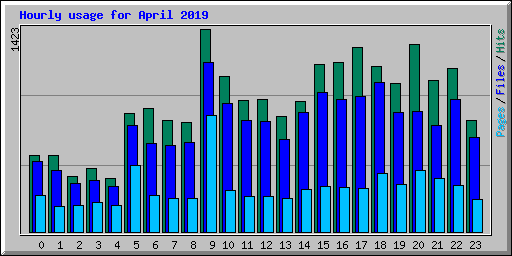 Hourly usage for April 2019
1423
Pages/Files/Hits
0 1 2 3 4 5 6 7 8 9 10 11 12 13 14 15 16 17 18 19 20 21 22 23